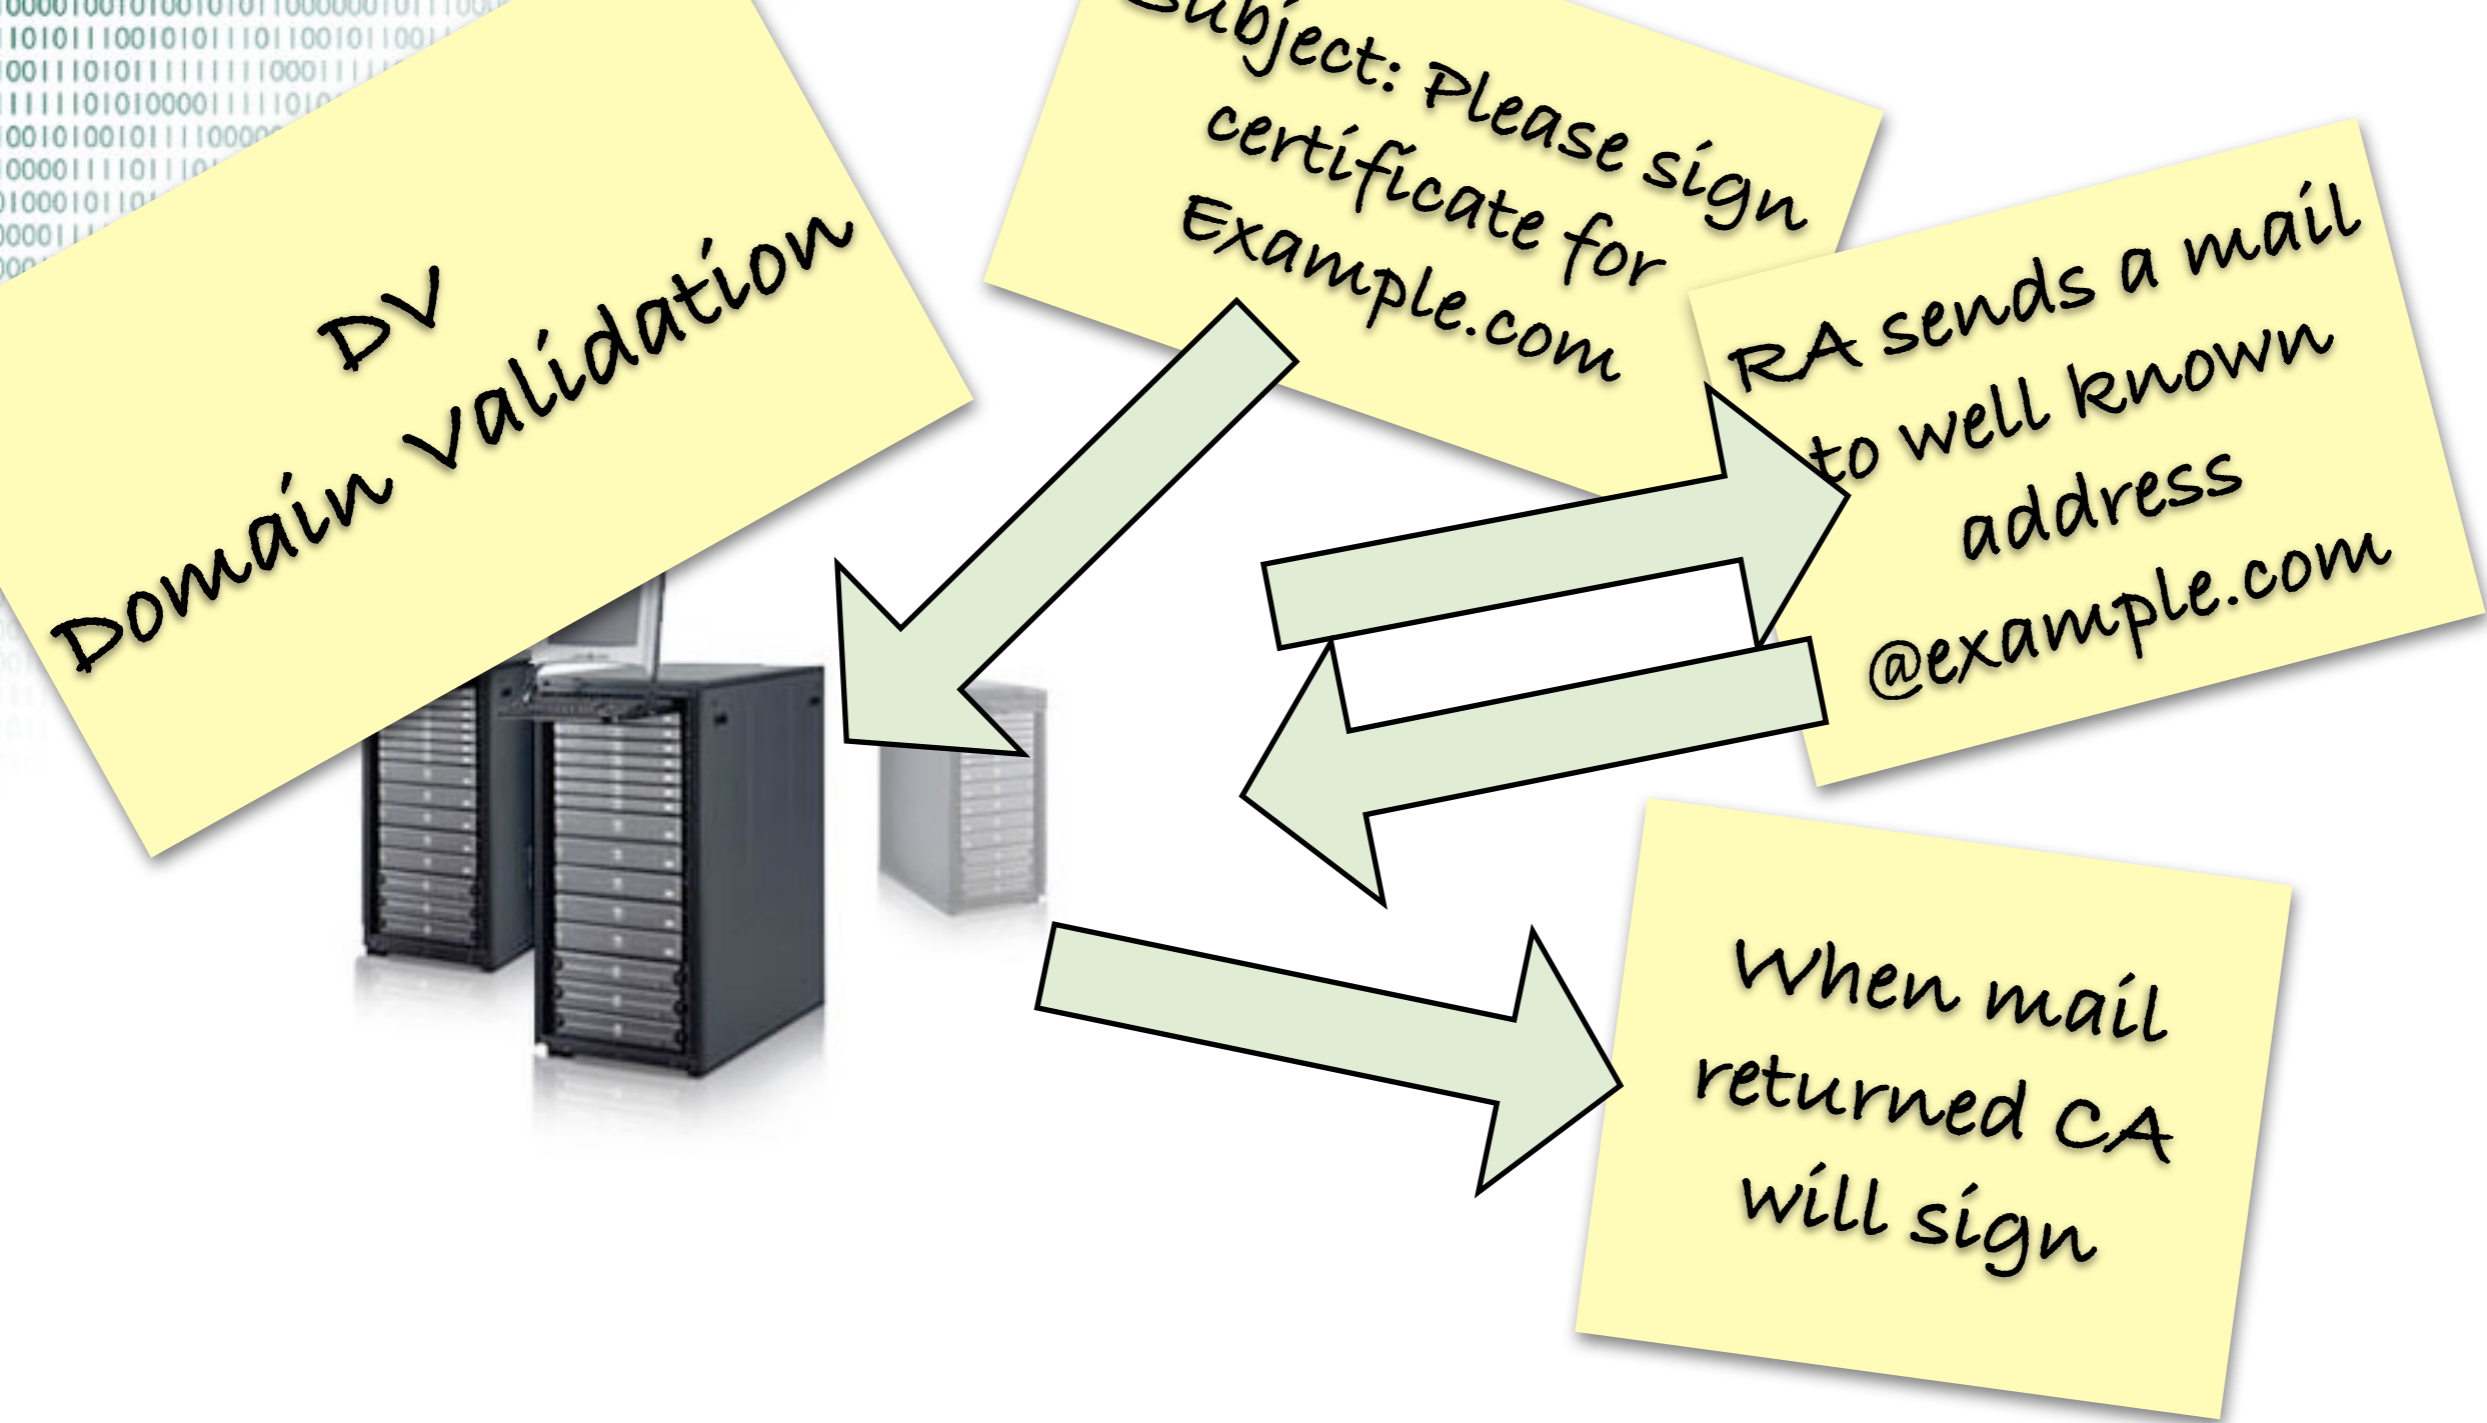 DV
Domain validation
Subject: Please sign
certificate for
Example.com
RA sends a mail
to well known
address
@example.com
When mail
returned CA
will sign